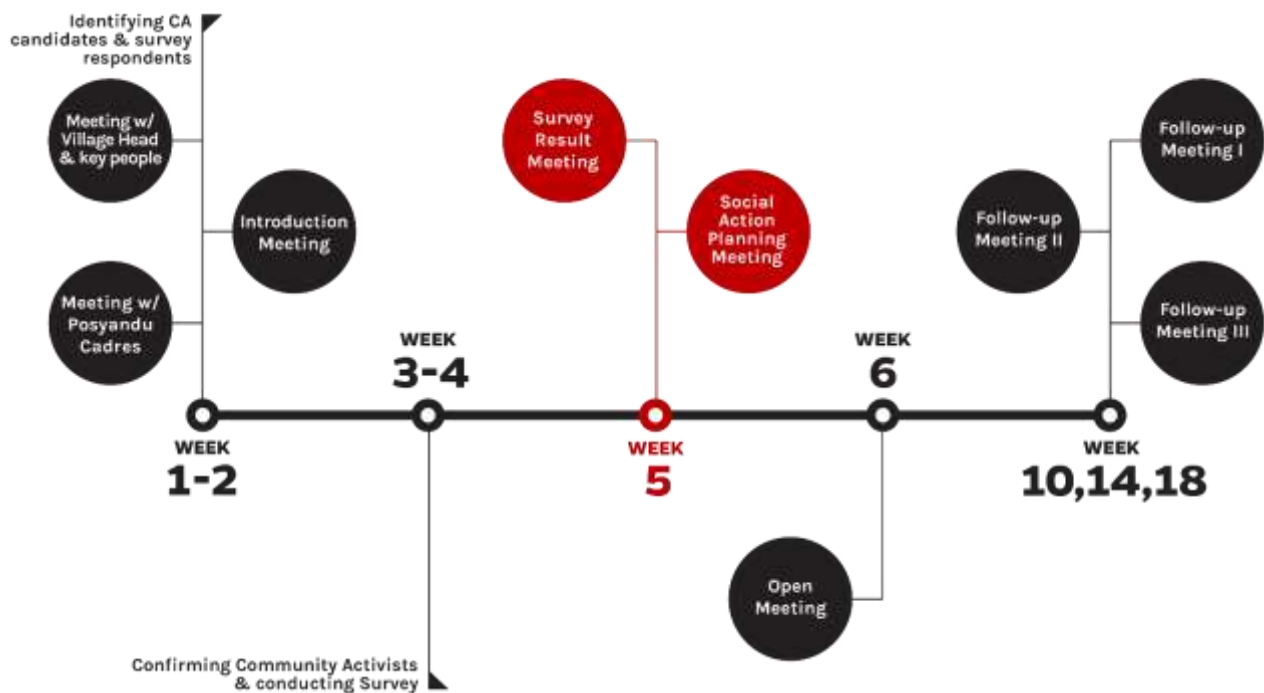 Identifying CA
candidates & survey
respondents
Meeting w/
Village Head
& key people
Introduction
Meeting
Meeting w/
Posyandu
Cadres
WEEK
1-2
WEEK
3-4
Confirming Community Activists
& conducting Survey
Survey
Result
Meeting
Social
Action
Planning
Meeting
WEEK
5
WEEK
6
Open
Meeting
Follow-up
Meeting I
Follow-up
Meeting II
Follow-up
Meeting III
WEEK
10,14,18